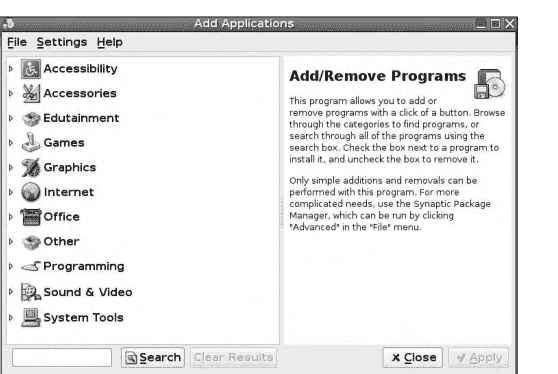 Add Applications
File Settings Help
Accessibility
Accessories
Edutainment
Games
Graphics
Internet
Office
Other
Programming
Sound & Video
System Tools
Add/Remove Programs
This program allows you to add or
remove programs with a click of a button. Browse
through the categories to find programs, or
search through all of the programs using the
search box. Check the box next to a program to
install it, and uncheck the box to remove it.
Only simple additions and removals can be
performed with this program. For more
complicated needs, use the Synaptic Package
Manager, which can be run by clicking
"Advanced" in the "File" menu.
Search Clear Results Close Apply